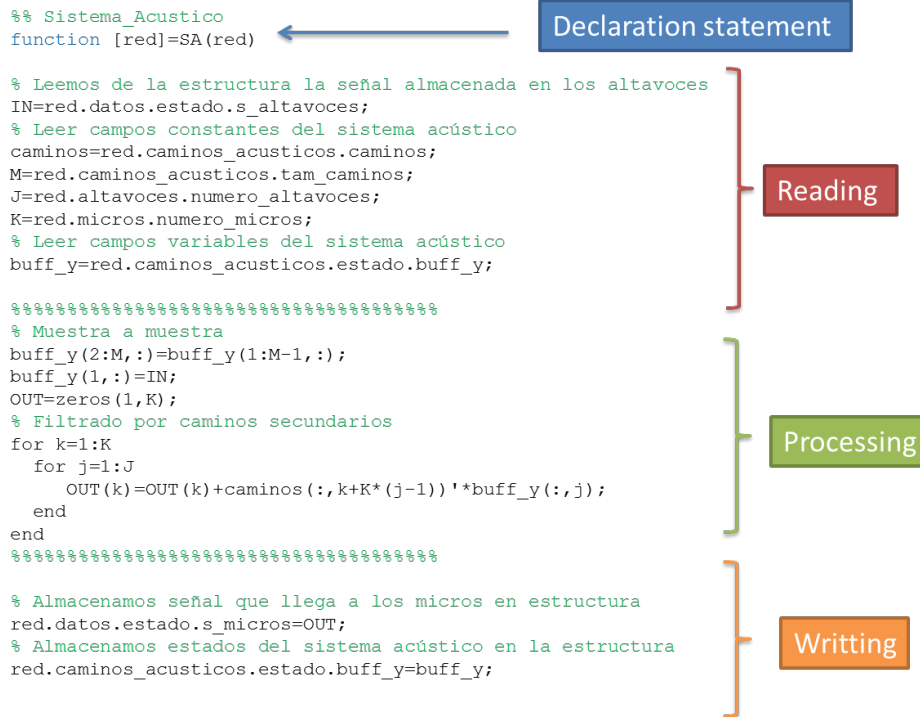 %% Sistema_Acustico
function [red]=SA(red)
Declaration statement
% Leemos de la estructura la señal almacenada en los altavoces
IN=red.datos.estado.s_altavoces;
% Leer campos constantes del sistema acústico
caminos=red.caminos_acusticos.caminos;
M=red.caminos_acusticos.tam_caminos;
J=red.altavoces.numero_altavoces;
K=red.micros.numero_micros;
% Leer campos variables del sistema acústico
buff_y=red.caminos_acusticos.estado.buff_y;
Reading
%%%%%%%%%%%%%%%%%%%%%%%%%%%%%%%%%%%%%%
% Muestra a muestra
buff_y(2:M,:)=buff_y(1:M-1,:);
buff_y(1,:)=IN;
OUT=zeros(1,K);
% Filtrado por caminos secundarios
for k=1:K
  for j=1:J
     OUT(k)=OUT(k)+caminos(:,k+K*(j-1))'*buff_y(:,j);
  end
end
%%%%%%%%%%%%%%%%%%%%%%%%%%%%%%%%%%%%%%
Processing
% Almacenamos señal que llega a los micros en estructura
red.datos.estado.s_micros=OUT;
% Almacenamos estados del sistema acústico en la estructura
red.caminos_acusticos.estado.buff_y=buff_y;
Writting